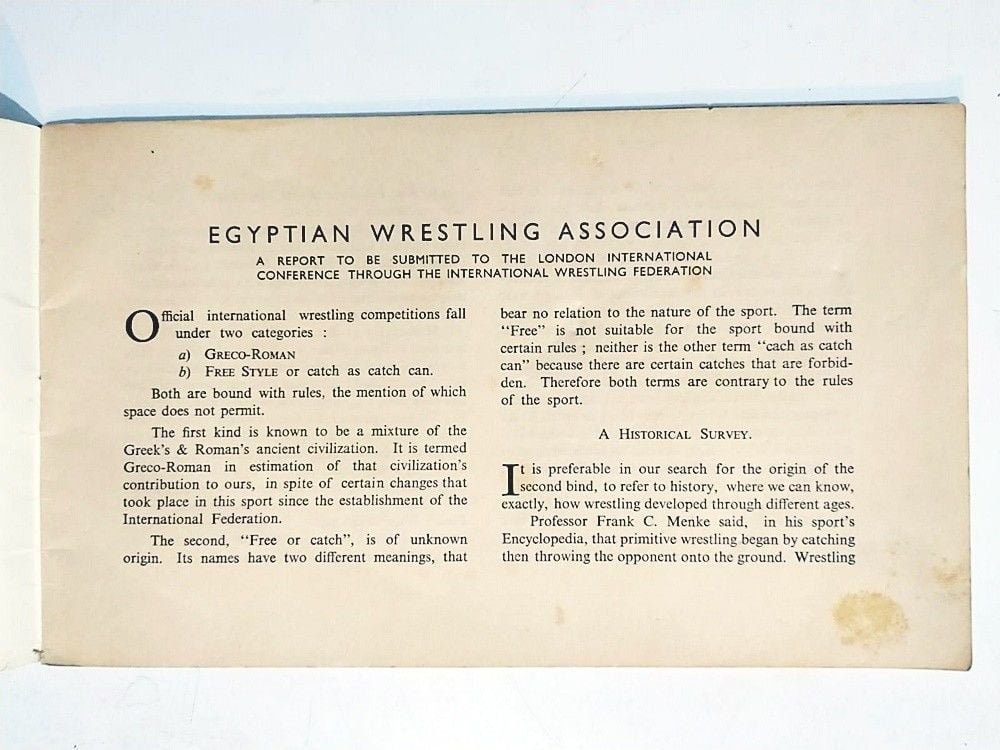 EGYPTIAN WRESTLING ASSOCIATION
A REPORT TO BE SUBMITTED TO THE LONDON INTERNATIONAL
CONFERENCE THROUGH THE INTERNATIONAL WRESTLING FEDERATION
Official international wrestling competitions fall
under two categories :
a) GRECO-ROMAN
b) FREE STYLE or catch as catch can.
Both are bound with rules, the mention of which
space does not permit.
The first kind is known to be a mixture of the
Greek's & Roman's ancient civilization. It is termed
Greco-Roman in estimation of that civilization's
contribution to ours, in spite of certain changes that
took place in this sport since the establishment of the
International Federation.
The second, "Free or catch", is of unknown
origin. Its names have two different meanings, that
bear no relation to the nature of the sport. The term
"Free" is not suitable for the sport bound with
certain rules ; neither is the other term "cach as catch
can" because there are certain catches that are forbid-
den. Therefore both terms are contrary to the rules
of the sport.
A HISTORICAL SURVEY.
It is preferable in our search for the origin of the
second bind, to refer to history, where we can know,
exactly, how wrestling developed through different ages.
Professor Frank C. Menke said, in his sport's
Encyclopedia, that primitive wrestling began by catching
then throwing the opponent onto the ground. Wrestling